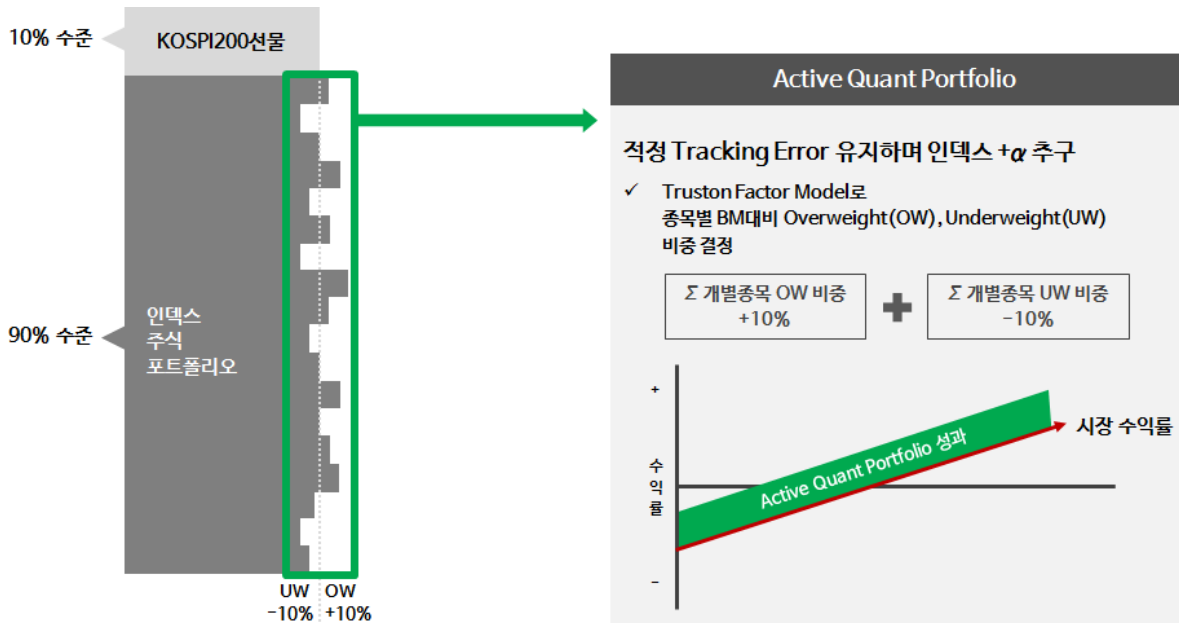 10% 수준
KOSPI200선물
90% 수준
인덱스
주식
포트폴리오
UW
-10%
OW
+10%
Active Quant Portfolio
적정 Tracking Error 유지하며 인덱스 +α 추구
✓ Truston Factor Model로
종목별 BM대비 Overweight(OW), Underweight(UW)
비중 결정
Σ 개별종목 OW 비중
+10%
Σ 개별종목 UW 비중
-10%
+
수
익
률
-
Active Quant Portfolio 성과
시장 수익률